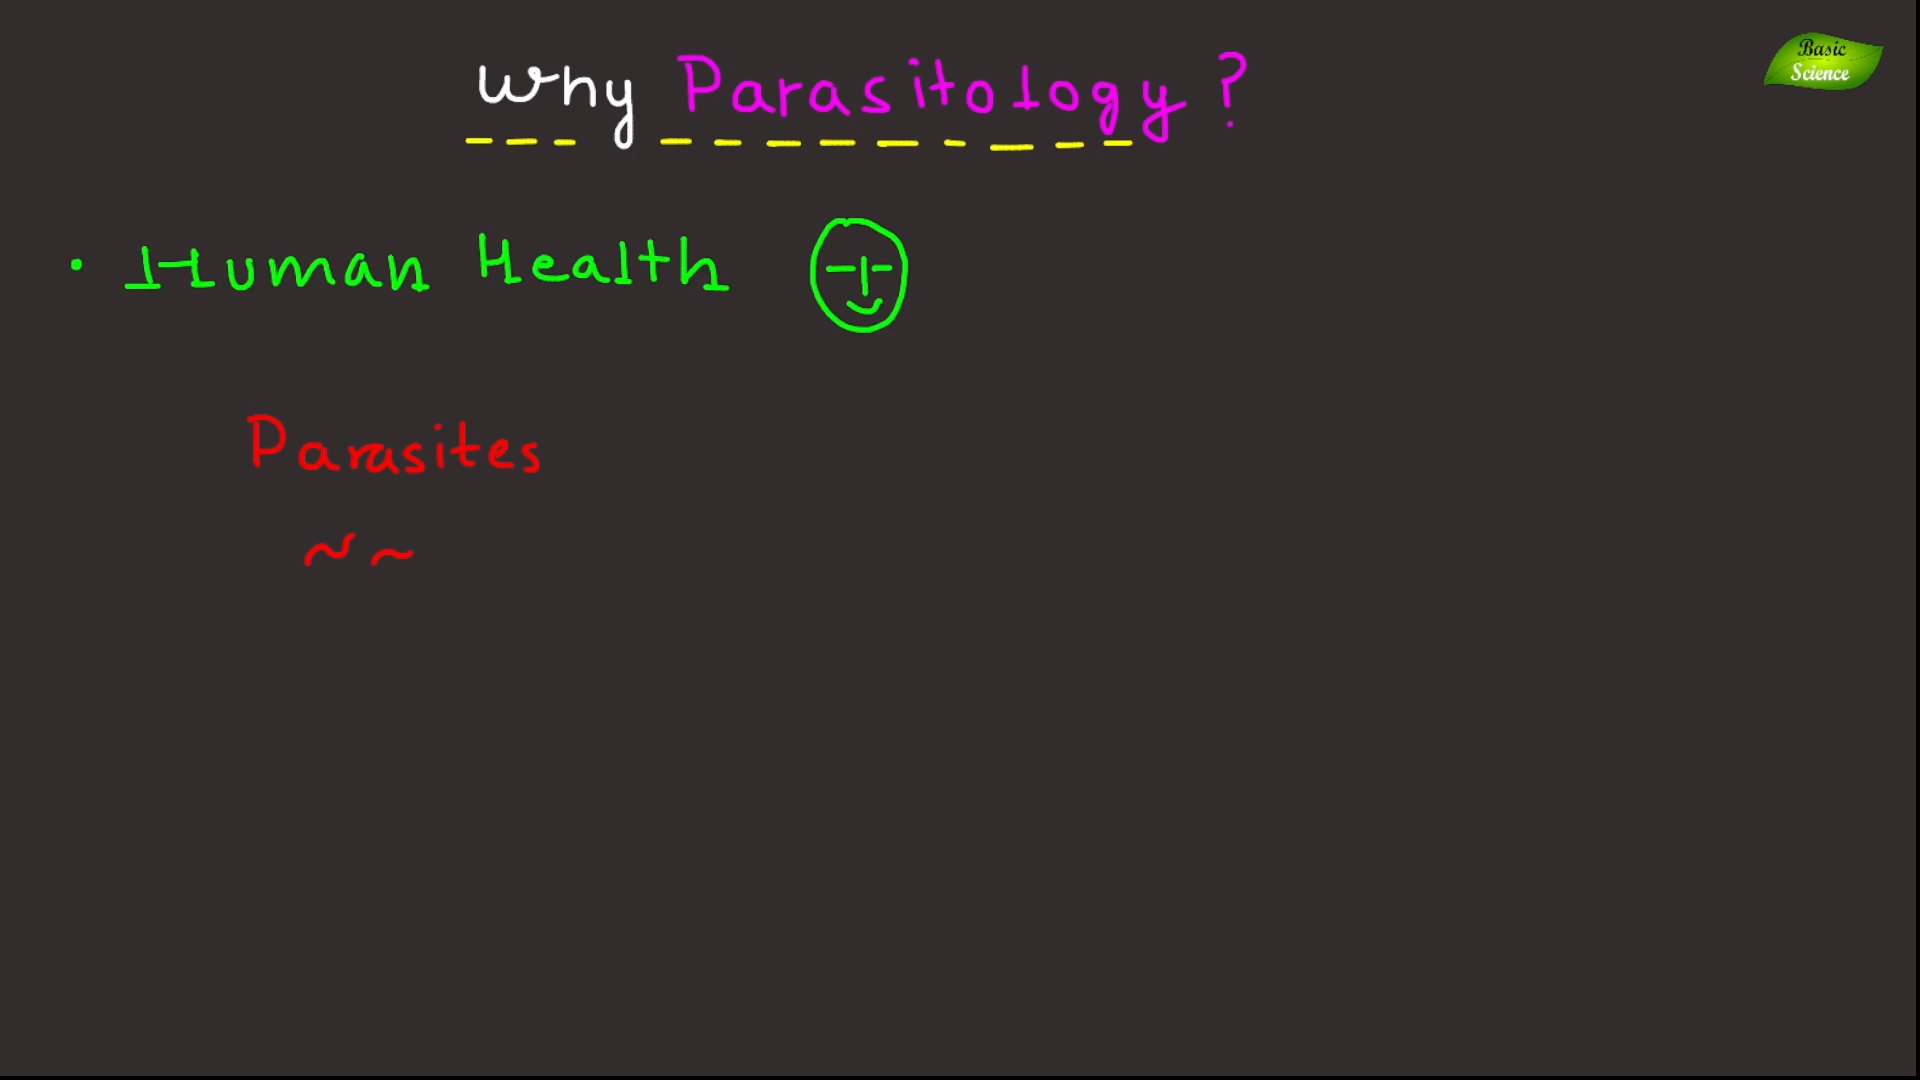 Why Parasitology?
Basic
Science
· Human Health
Parasites